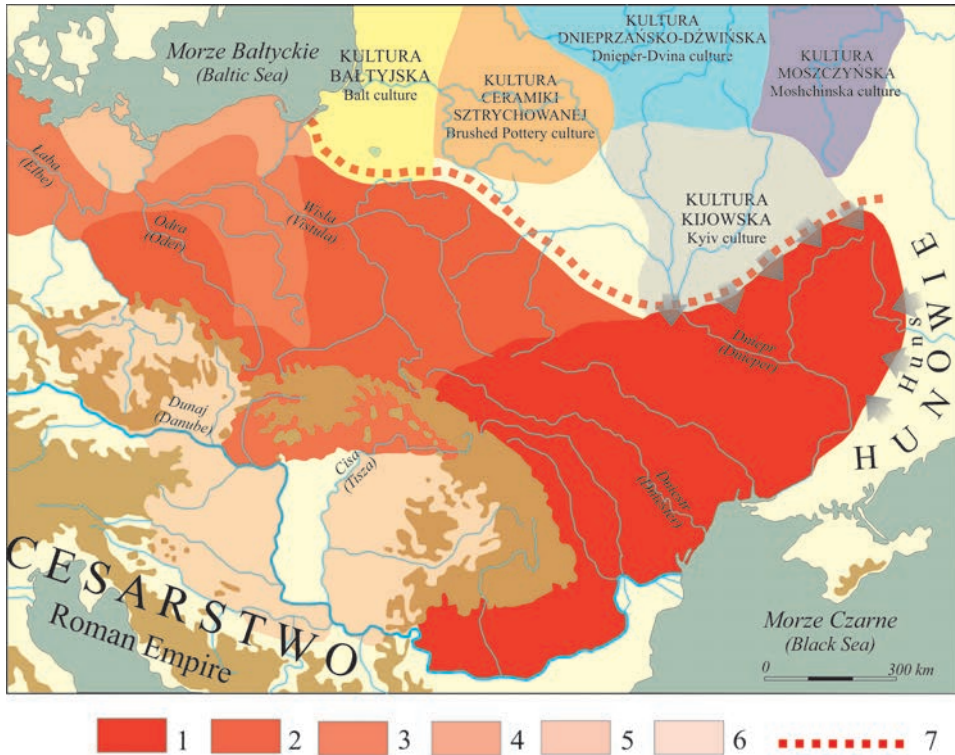 Morze Bałtyckie
(Baltic Sea)
KULTURA
BAŁTYJSKA
Balt culture
KULTURA
CERAMIKI
SZTRYCHOWANEJ
Brushed Pottery culture
KULTURA
DNIEPRZAŃSKO-DŹWIŃSKA
Dnieper-Dvina culture
KULTURA
MOSZCZYŃSKA
Moshchinska culture
KULTURA
KIJOWSKA
Kyiv culture
Łaba
(Elbe)
Odra
(Oder)
Wisła
(Vistula)
Dniepr
(Dnieper)
Huns
HUNOWIE
Dunaj
(Danube)
Cisa
(Tisza)
Dniestr
(Dniester)
CESARSTWO
Roman Empire
Morze Czarne
(Black Sea)
0 300 km
1 2 3 4 5 6 7